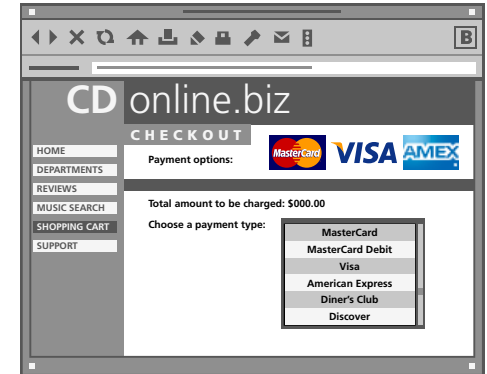 B
CD online.biz
CHECKOUT
Payment options:
MasterCard
VISA
AMEX
HOME
DEPARTMENTS
REVIEWS
MUSIC SEARCH
SHOPPING CART
SUPPORT
Total amount to be charged: $000.00
Choose a payment type:
MasterCard
MasterCard Debit
Visa
American Express
Diner's Club
Discover